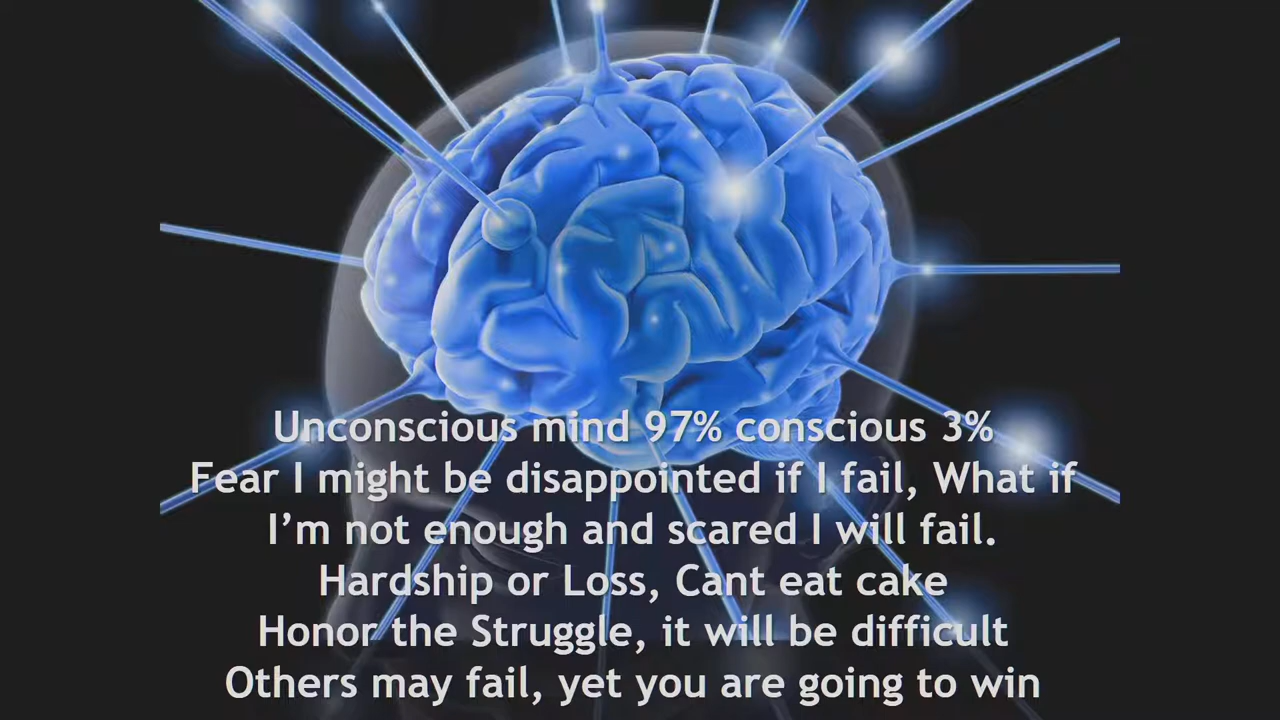 Unconscious mind 97% conscious 3%
Fear I might be disappointed if I fail, What if
I’m not enough and scared I will fail.
Hardship or Loss, Cant eat cake
Honor the Struggle, it will be difficult
Others may fail, yet you are going to win